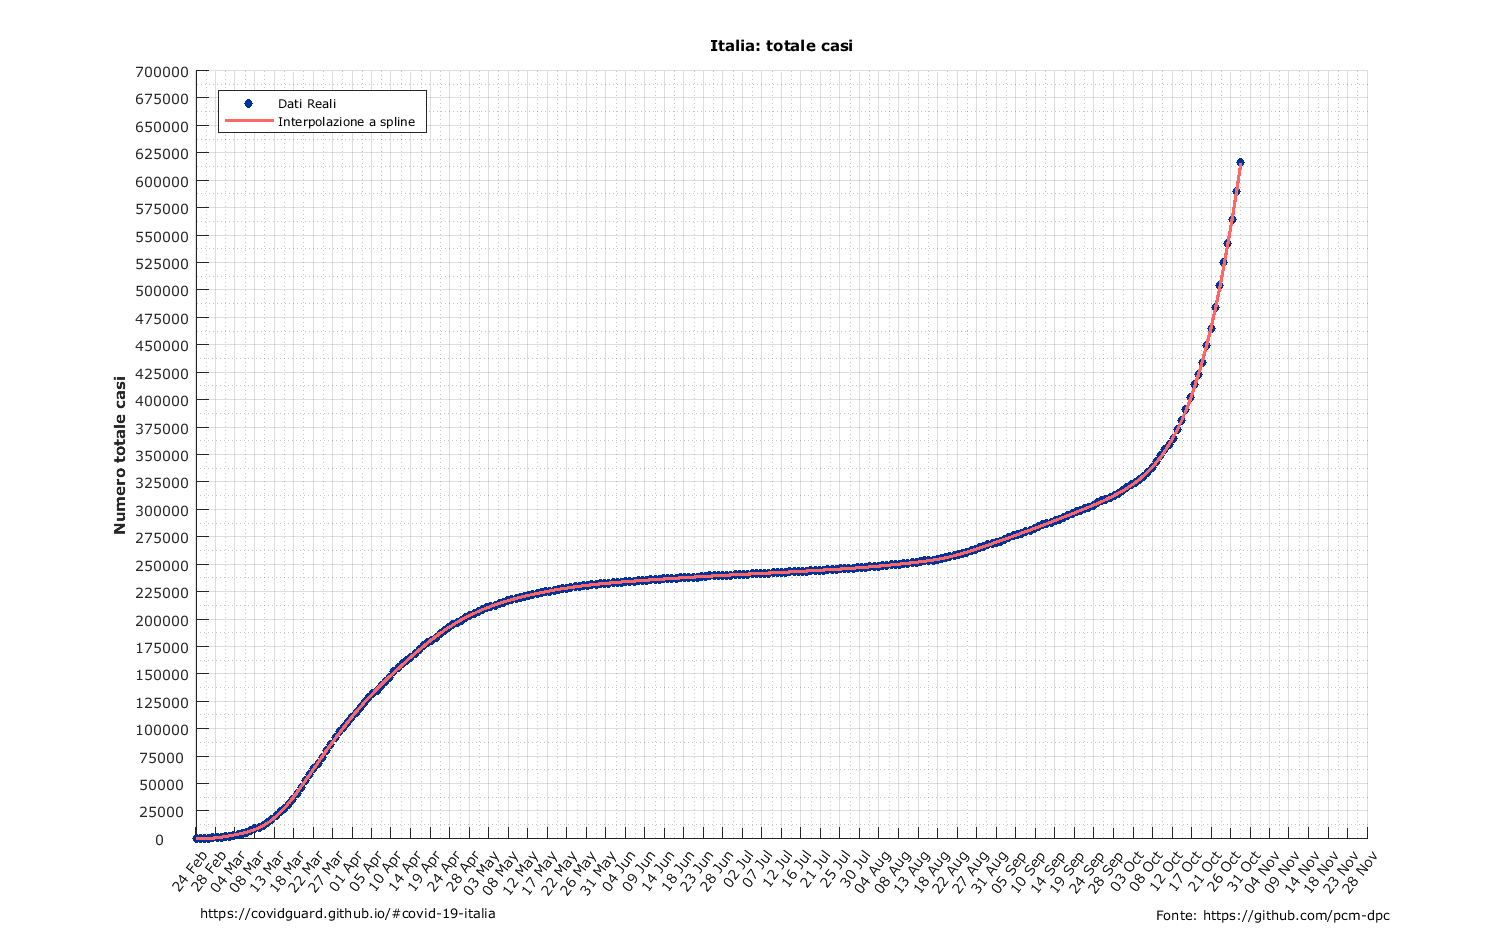 Italia: totale casi
700000
675000
650000
625000
600000
575000
550000
525000
500000
475000
450000
425000
400000
375000
350000
325000
300000
275000
250000
225000
200000
175000
150000
125000
100000
75000
50000
25000
0
Numero totale casi
Dati Reali
Interpolazione a spline
24 Feb
28 Feb
04 Mar
08 Mar
13 Mar
18 Mar
22 Mar
27 Mar
01 Apr
05 Apr
10 Apr
14 Apr
19 Apr
24 Apr
28 Apr
03 May
08 May
12 May
17 May
22 May
26 May
31 May
04 Jun
09 Jun
14 Jun
18 Jun
23 Jun
28 Jun
02 Jul
07 Jul
12 Jul
16 Jul
21 Jul
25 Jul
30 Jul
04 Aug
08 Aug
13 Aug
18 Aug
22 Aug
27 Aug
31 Aug
05 Sep
10 Sep
14 Sep
19 Sep
24 Sep
28 Sep
03 Oct
08 Oct
12 Oct
17 Oct
21 Oct
26 Oct
31 Oct
04 Nov
09 Nov
14 Nov
18 Nov
23 Nov
28 Nov
https://covidguard.github.io/#covid-19-italia
Fonte: https://github.com/pcm-dpc